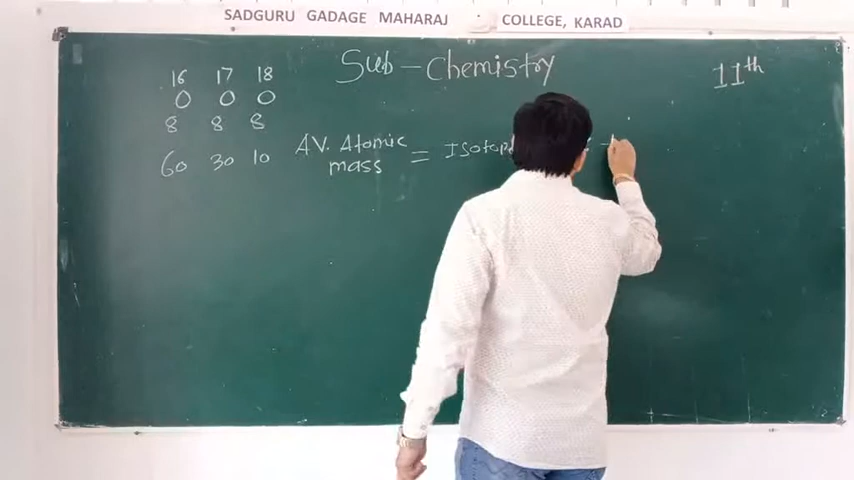 SADGURU GADAGE MAHARAJ COLLEGE, KARAD
Sub - Chemistry
11th
16 17 18
O O O
8 8 8
60 30 10
AV. Atomic
mass = Isotope